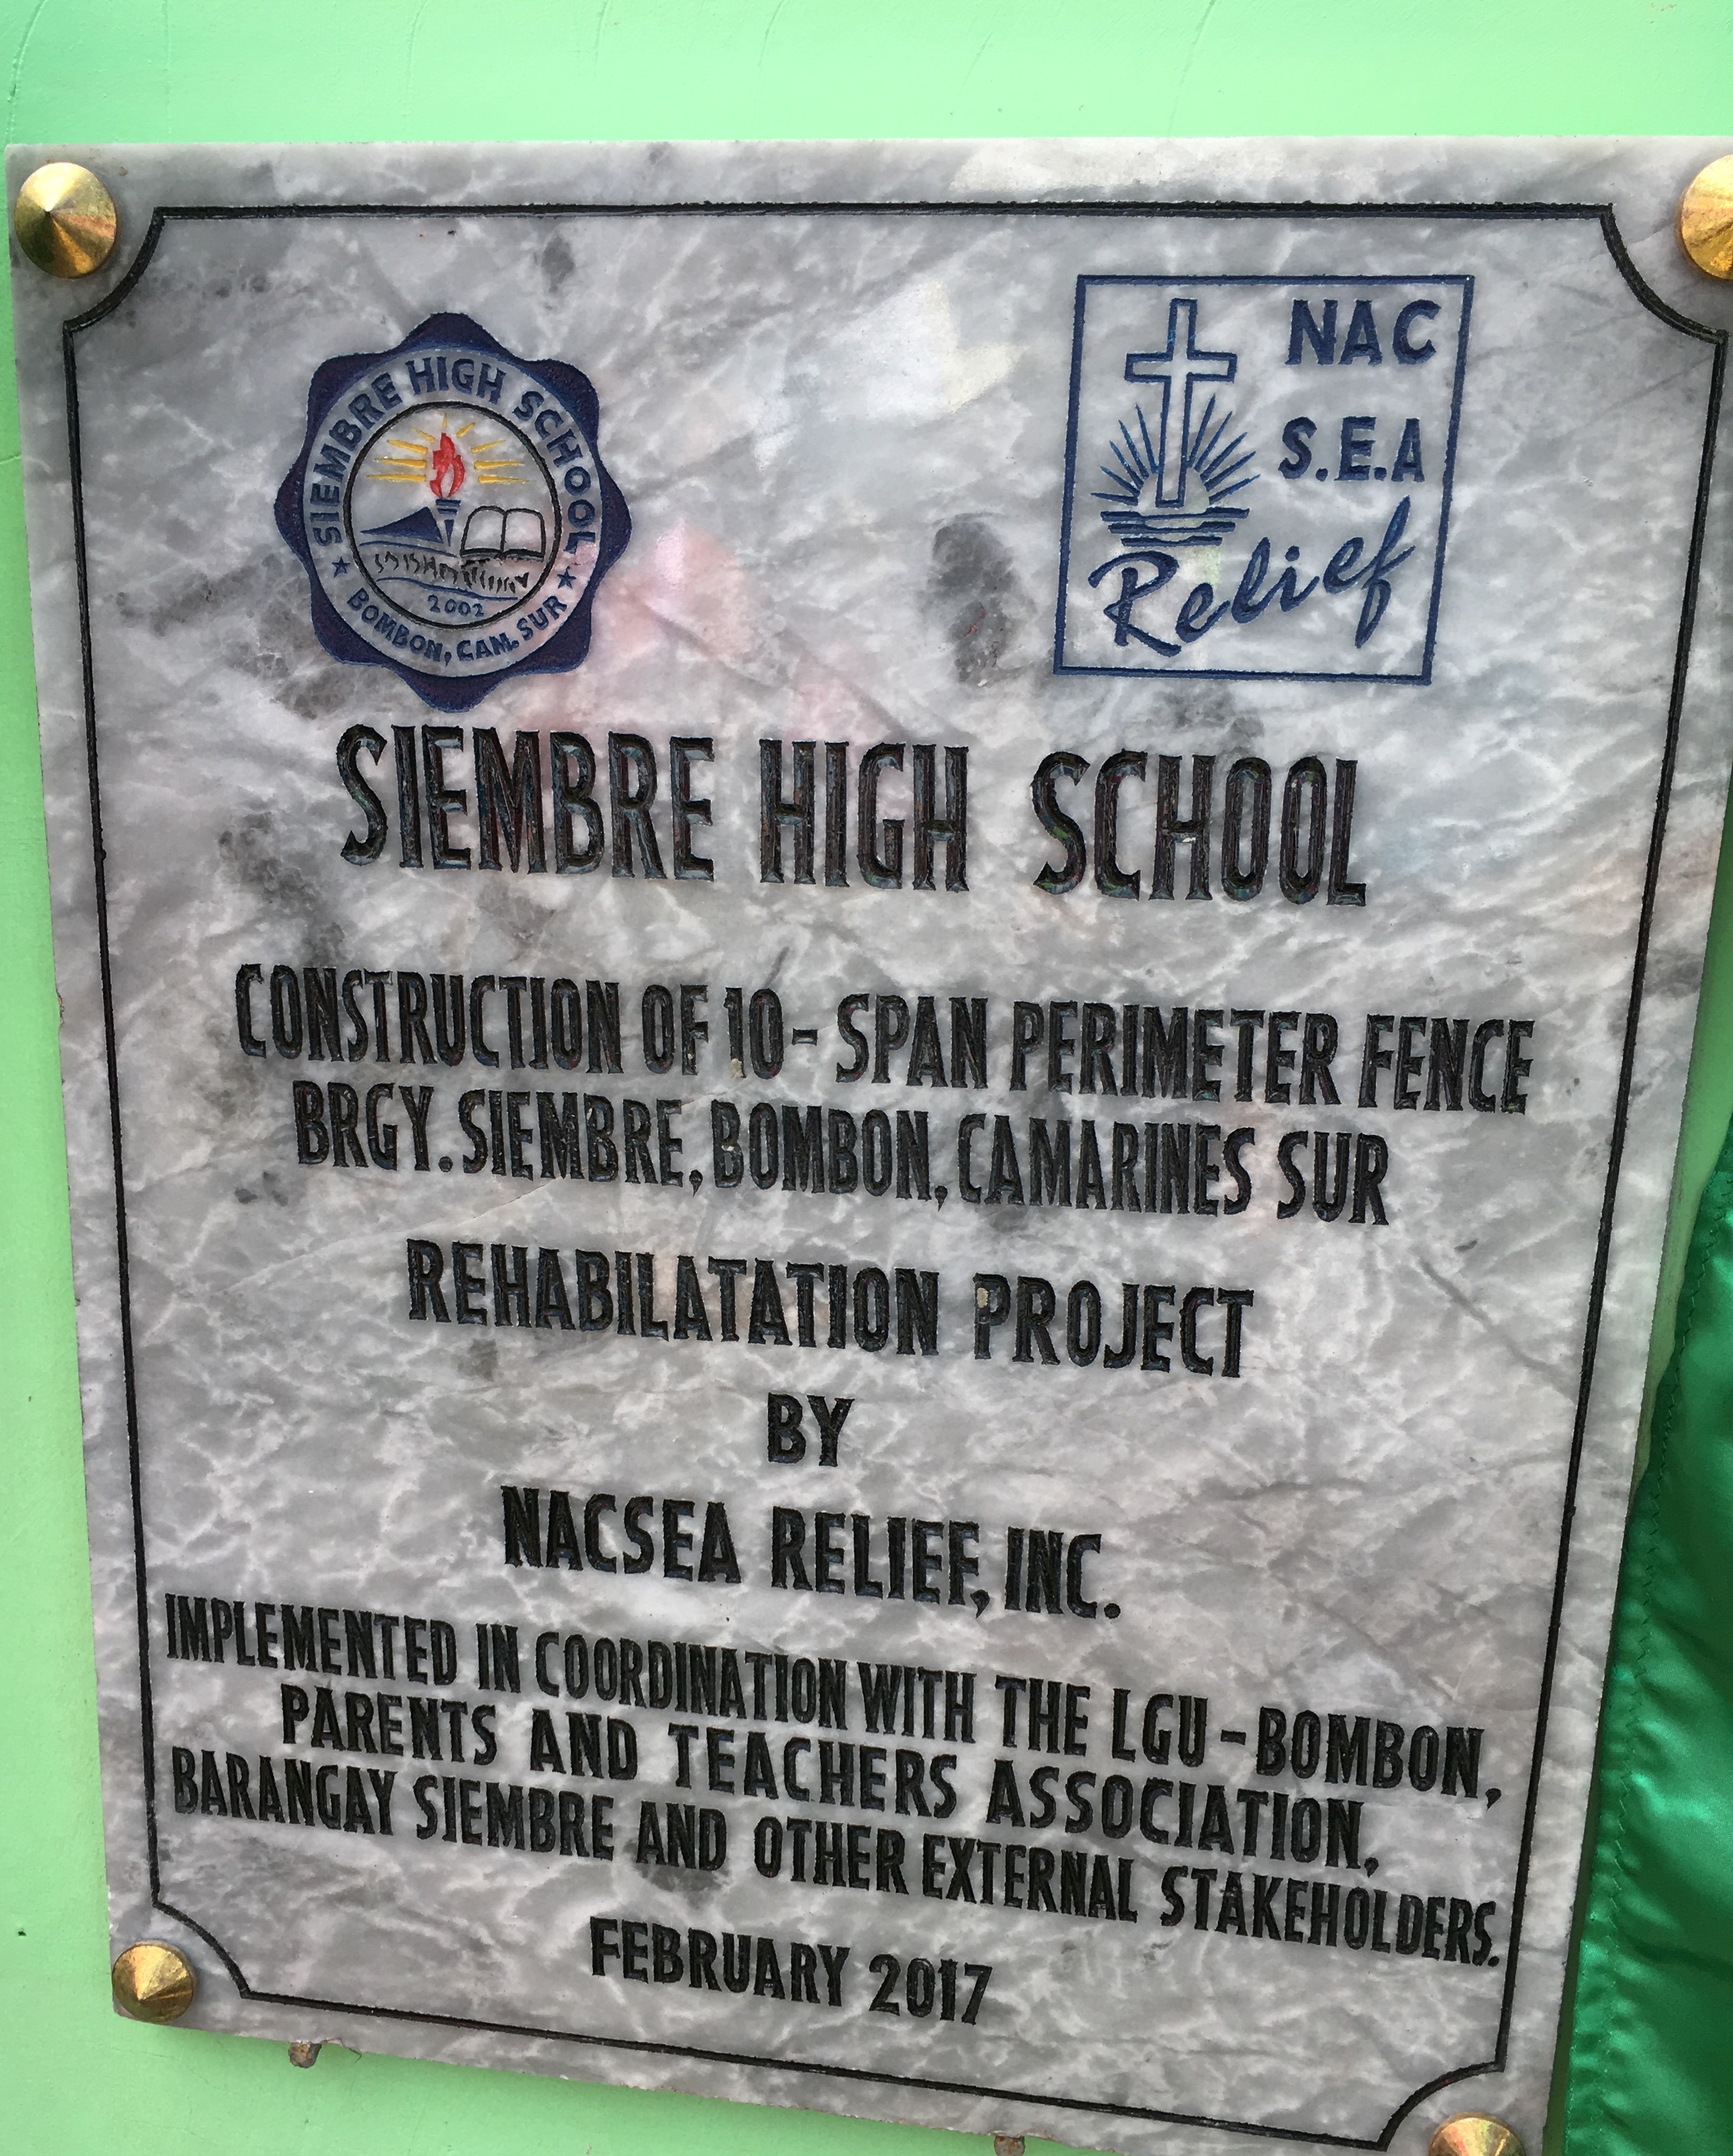 SIEMBRE HIGH SCHOOL
2002
BOMBON, CAM. SUR
NAC
S.E.A
Relief
SIEMBRE HIGH SCHOOL
CONSTRUCTION OF 10- SPAN PERIMETER FENCE
BRGY. SIEMBRE, BOMBON, CAMARINES SUR
REHABILATATION PROJECT
BY
NACSEA RELIEF, INC.
IMPLEMENTED IN COORDINATION WITH THE LGU - BOMBON,
PARENTS AND TEACHERS ASSOCIATION,
BARANGAY SIEMBRE AND OTHER EXTERNAL STAKEHOLDERS.
FEBRUARY 2017